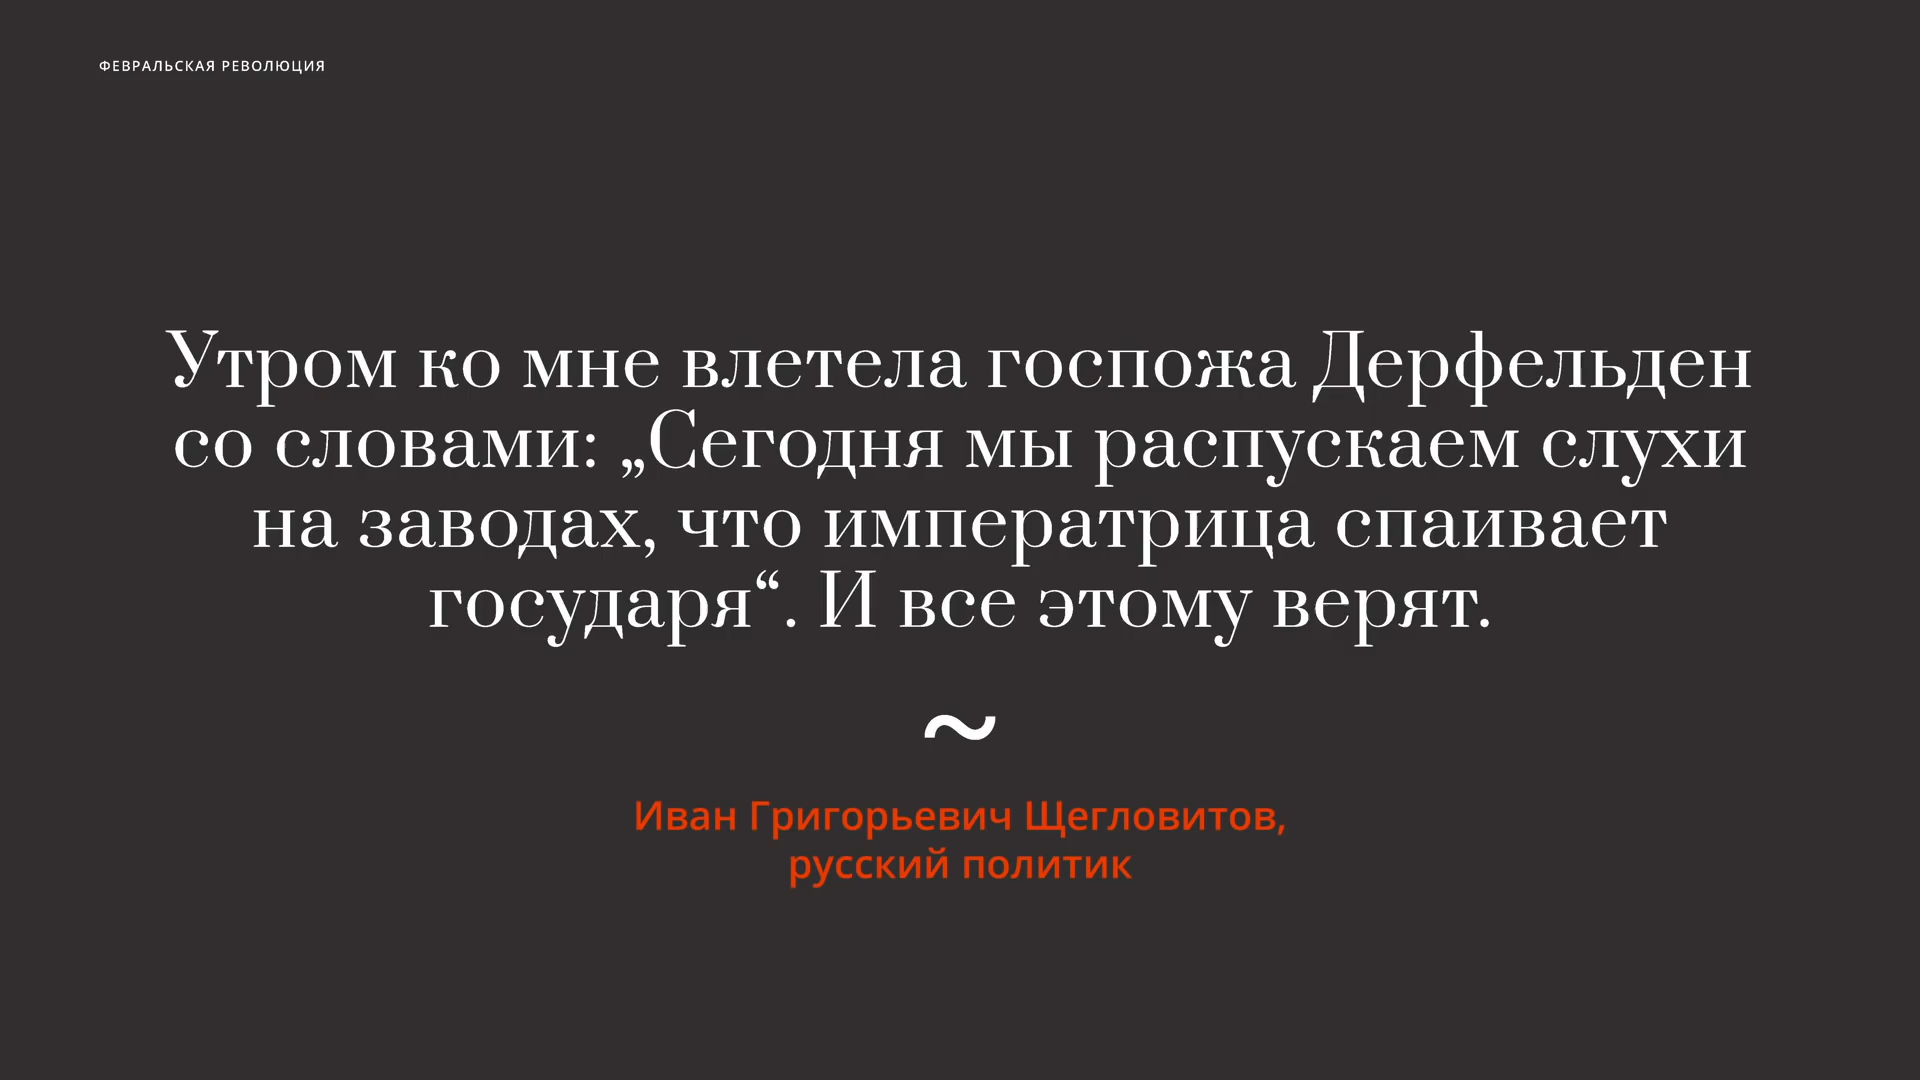 ФЕВРАЛЬСКАЯ РЕВОЛЮЦИЯ
Утром ко мне влетела госпожа Дерфельден
со словами: „Сегодня мы распускаем слухи
на заводах, что императрица спаивает
государя“. И все этому верят.
~
Иван Григорьевич Щегловитов,
русский политик